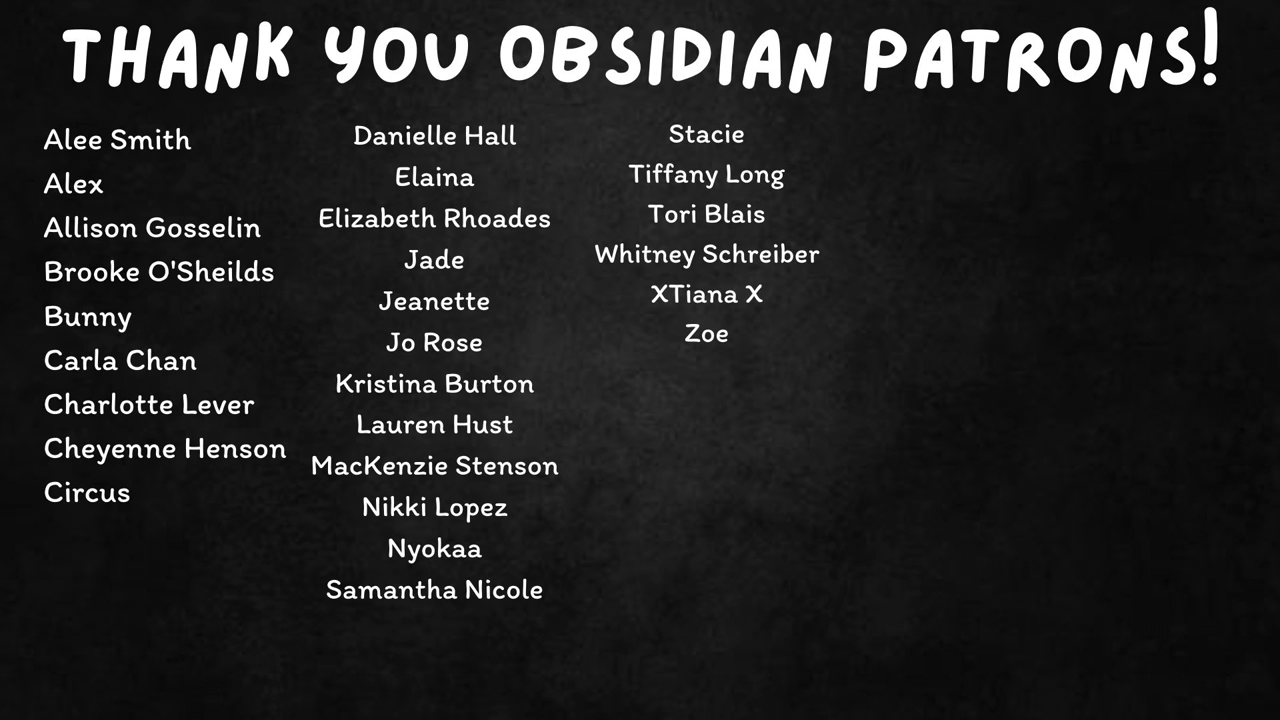 THANK YOU OBSIDIAN PATRONS!
Alee Smith
Alex
Allison Gosselin
Brooke O'Sheilds
Bunny
Carla Chan
Charlotte Lever
Cheyenne Henson
Circus
Danielle Hall
Elaina
Elizabeth Rhoades
Jade
Jeanette
Jo Rose
Kristina Burton
Lauren Hust
MacKenzie Stenson
Nikki Lopez
Nyokaa
Samantha Nicole
Stacie
Tiffany Long
Tori Blais
Whitney Schreiber
XTiana X
Zoe